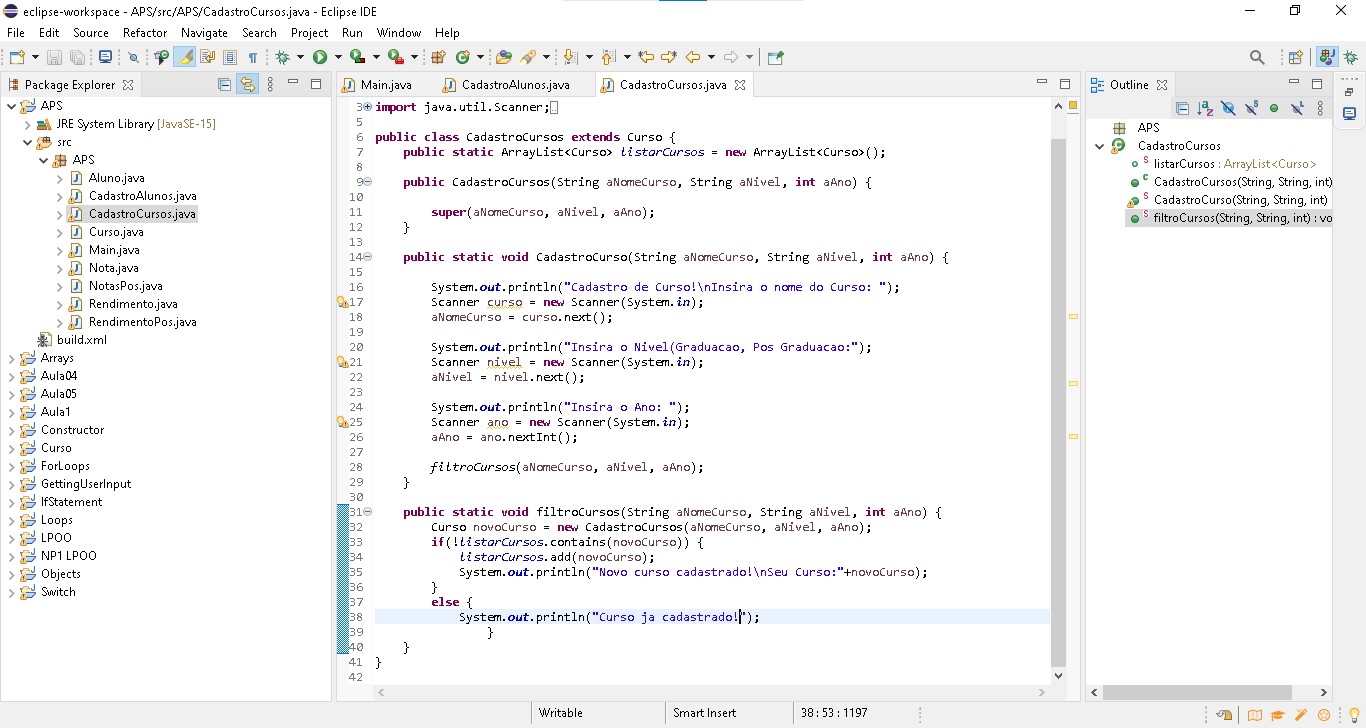 eclipse-workspace - APS/src/APS/CadastroCursos.java - Eclipse IDE
File Edit Source Refactor Navigate Search Project Run Window Help
Package Explorer
APS
JRE System Library [JavaSE-15]
src
APS
Aluno.java
CadastroAlunos.java
CadastroCursos.java
Curso.java
Main.java
Nota.java
NotasPos.java
Rendimento.java
RendimentoPos.java
build.xml
Arrays
Aula04
Aula05
Aula1
Constructor
Curso
ForLoops
GettingUserInput
IfStatement
Loops
LPOO
NP1 LPOO
Objects
Switch
Main.java CadastroAlunos.java CadastroCursos.java
3 import java.util.Scanner;
5
6 public class CadastroCursos extends Curso {
7 public static ArrayList<Curso> listarCursos = new ArrayList<Curso>();
8
9 public CadastroCursos(String aNomeCurso, String aNivel, int aAno) {
10
11 super(aNomeCurso, aNivel, aAno);
12 }
13
14 public static void CadastroCurso(String aNomeCurso, String aNivel, int aAno) {
15
16 System.out.println("Cadastro de Curso!\nInsira o nome do Curso: ");
17 Scanner curso = new Scanner(System.in);
18 aNomeCurso = curso.next();
19
20 System.out.println("Insira o Nivel(Graduacao, Pos Graduacao:");
21 Scanner nivel = new Scanner(System.in);
22 aNivel = nivel.next();
23
24 System.out.println("Insira o Ano: ");
25 Scanner ano = new Scanner(System.in);
26 aAno = ano.nextInt();
27
28 filtroCursos(aNomeCurso, aNivel, aAno);
29 }
30
31 public static void filtroCursos(String aNomeCurso, String aNivel, int aAno) {
32 Curso novoCurso = new CadastroCursos(aNomeCurso, aNivel, aAno);
33 if(!listarCursos.contains(novoCurso)) {
34 listarCursos.add(novoCurso);
35 System.out.println("Novo curso cadastrado!\nSeu Curso:"+novoCurso);
36 }
37 else {
38 System.out.println("Curso ja cadastrado!");
39 }
40 }
41 }
42
Outline
APS
CadastroCursos
listarCursos : ArrayList<Curso>
CadastroCursos(String, String, int)
CadastroCurso(String, String, int)
filtroCursos(String, String, int) : vo
Writable Smart Insert 38 : 53 : 1197